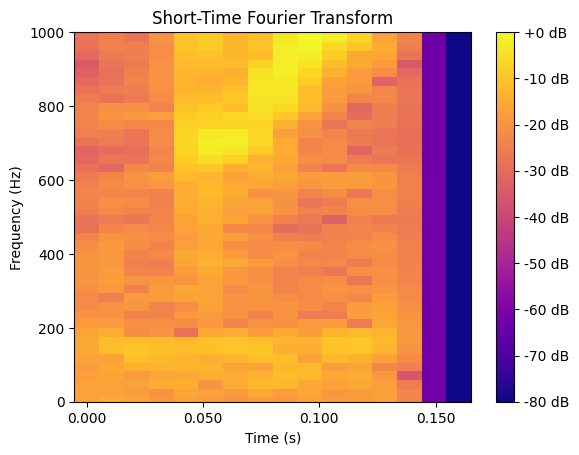 Short-Time Fourier Transform
1000
800
600
400
200
0
Frequency (Hz)
0.000
0.050
0.100
0.150
Time (s)
+0 dB
-10 dB
-20 dB
-30 dB
-40 dB
-50 dB
-60 dB
-70 dB
-80 dB